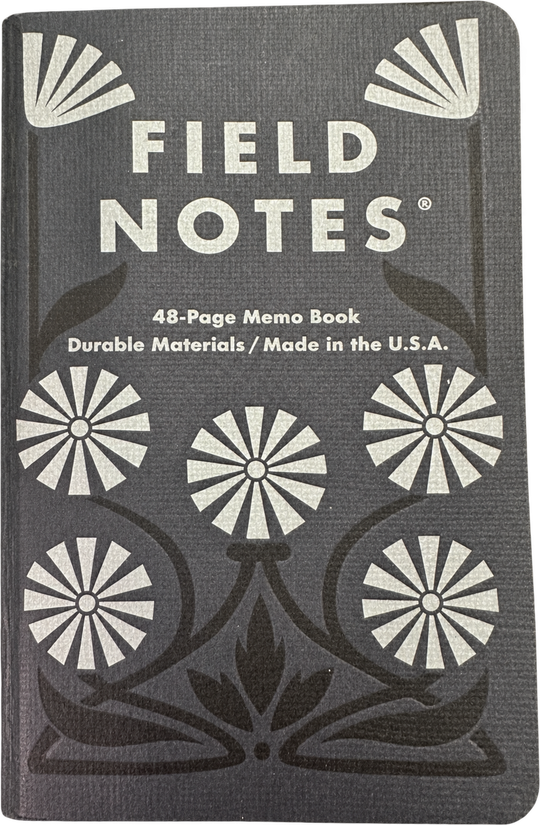 FIELD
NOTES®
48-Page Memo Book
Durable Materials / Made in the U.S.A.